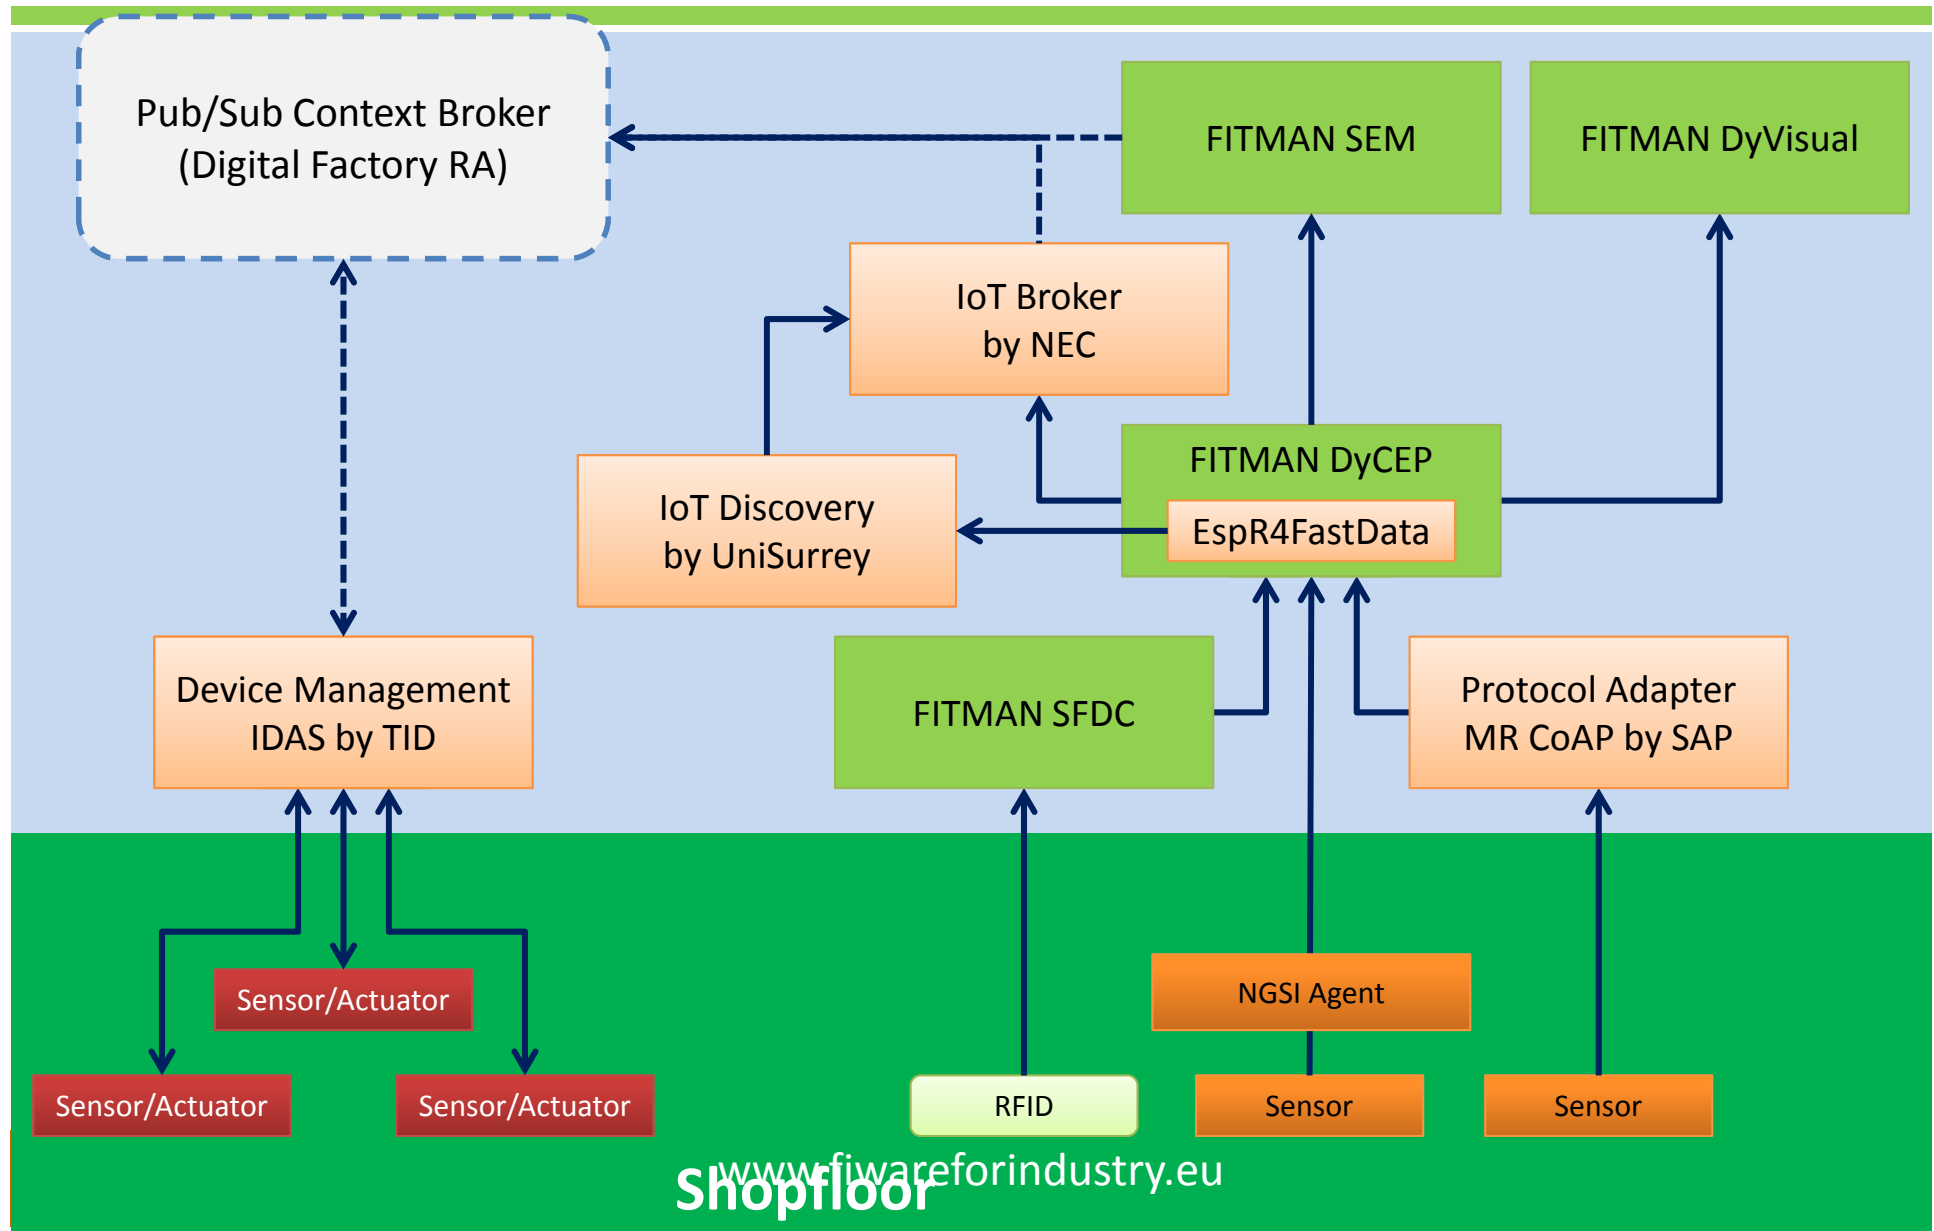 Pub/Sub Context Broker
(Digital Factory RA)
FITMAN SEM
FITMAN DyVisual
IoT Broker
by NEC
FITMAN DyCEP
EspR4FastData
IoT Discovery
by UniSurrey
Device Management
IDAS by TID
FITMAN SFDC
Protocol Adapter
MR CoAP by SAP
Sensor/Actuator
NGSI Agent
Sensor/Actuator
Sensor/Actuator
RFID
Sensor
Sensor
www.fiwareforindustry.eu
Shopfloor